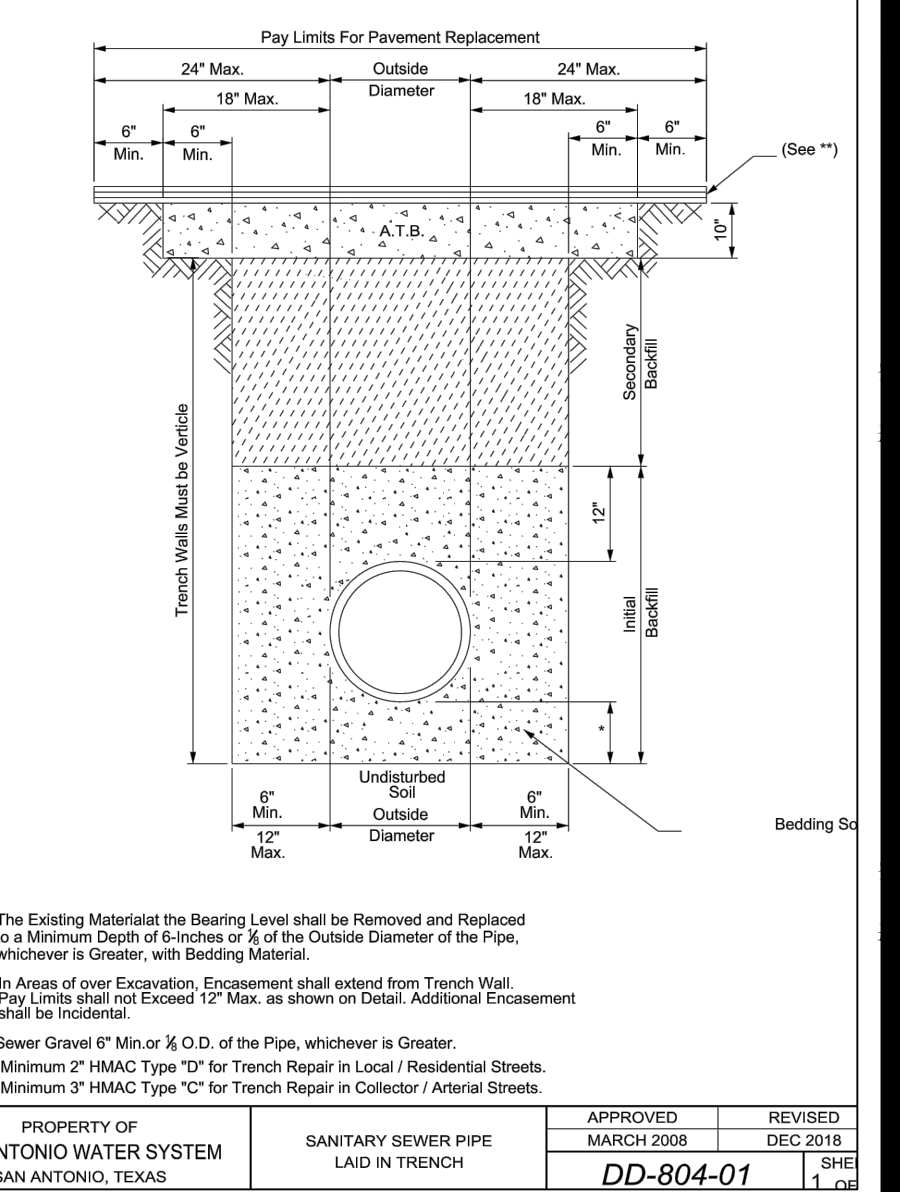 Pay Limits For Pavement Replacement
24" Max.
Outside
Diameter
24" Max.
18" Max.
18" Max.
6"
Min.
6"
Min.
6"
Min.
6"
Min.
(See **)
A.T.B.
10"
Secondary
Backfill
Trench Walls Must be Verticle
12"
Initial
Backfill
*
Undisturbed
Soil
6"
Min.
12"
Max.
Outside
Diameter
6"
Min.
12"
Max.
Bedding So
The Existing Materialat the Bearing Level shall be Removed and Replaced
to a Minimum Depth of 6-Inches or ⅛ of the Outside Diameter of the Pipe,
whichever is Greater, with Bedding Material.
In Areas of over Excavation, Encasement shall extend from Trench Wall.
Pay Limits shall not Exceed 12" Max. as shown on Detail. Additional Encasement
shall be Incidental.
Sewer Gravel 6" Min.or ⅛ O.D. of the Pipe, whichever is Greater.
Minimum 2" HMAC Type "D" for Trench Repair in Local / Residential Streets.
Minimum 3" HMAC Type "C" for Trench Repair in Collector / Arterial Streets.
PROPERTY OF
NTONIO WATER SYSTEM
SAN ANTONIO, TEXAS
SANITARY SEWER PIPE
LAID IN TRENCH
APPROVED
MARCH 2008
REVISED
DEC 2018
DD-804-01
SHE
1 OF